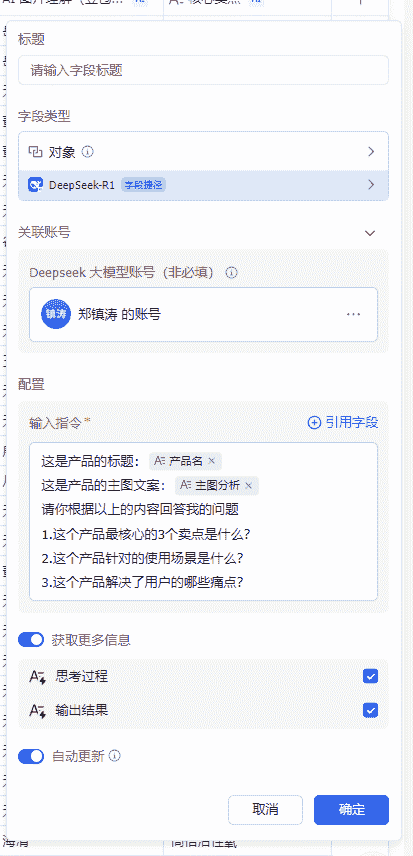 标题
请输入字段标题
字段类型
对象
DeepSeek-R1 字段捷径
关联账号
Deepseek 大模型账号（非必填）
镇涛 郑镇涛 的账号
配置
输入指令* 引用字段
这是产品的标题： 产品名 ×
这是产品的主图文案： 主图分析 ×
请你根据以上的内容回答我的问题
1.这个产品最核心的3个卖点是什么?
2.这个产品针对的使用场景是什么?
3.这个产品解决了用户的哪些痛点?
获取更多信息
思考过程
输出结果
自动更新
取消 确定